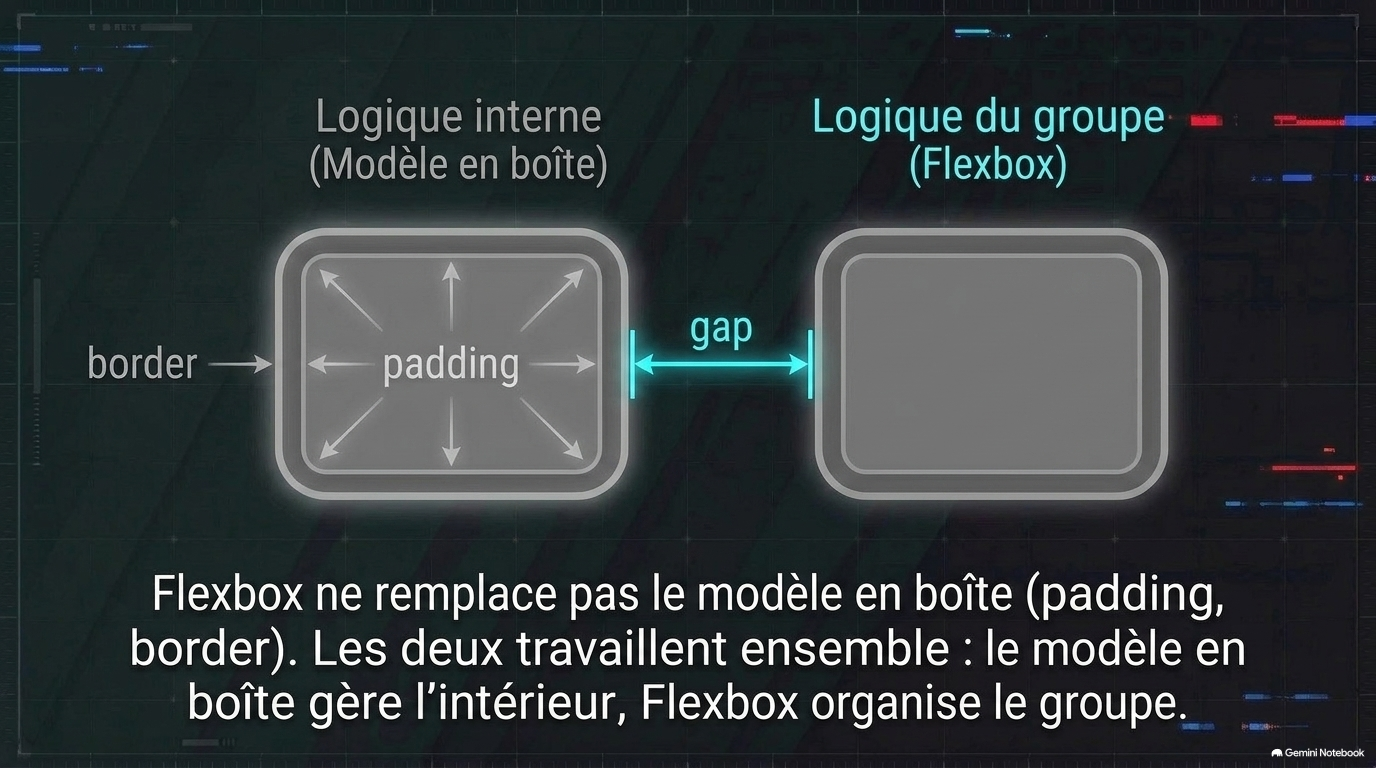 Logique interne
(Modèle en boîte)
Logique du groupe
(Flexbox)
border
padding
gap
Flexbox ne remplace pas le modèle en boîte (padding,
border). Les deux travaillent ensemble : le modèle en
boîte gère l’intérieur, Flexbox organise le groupe.
Gemini Notebook